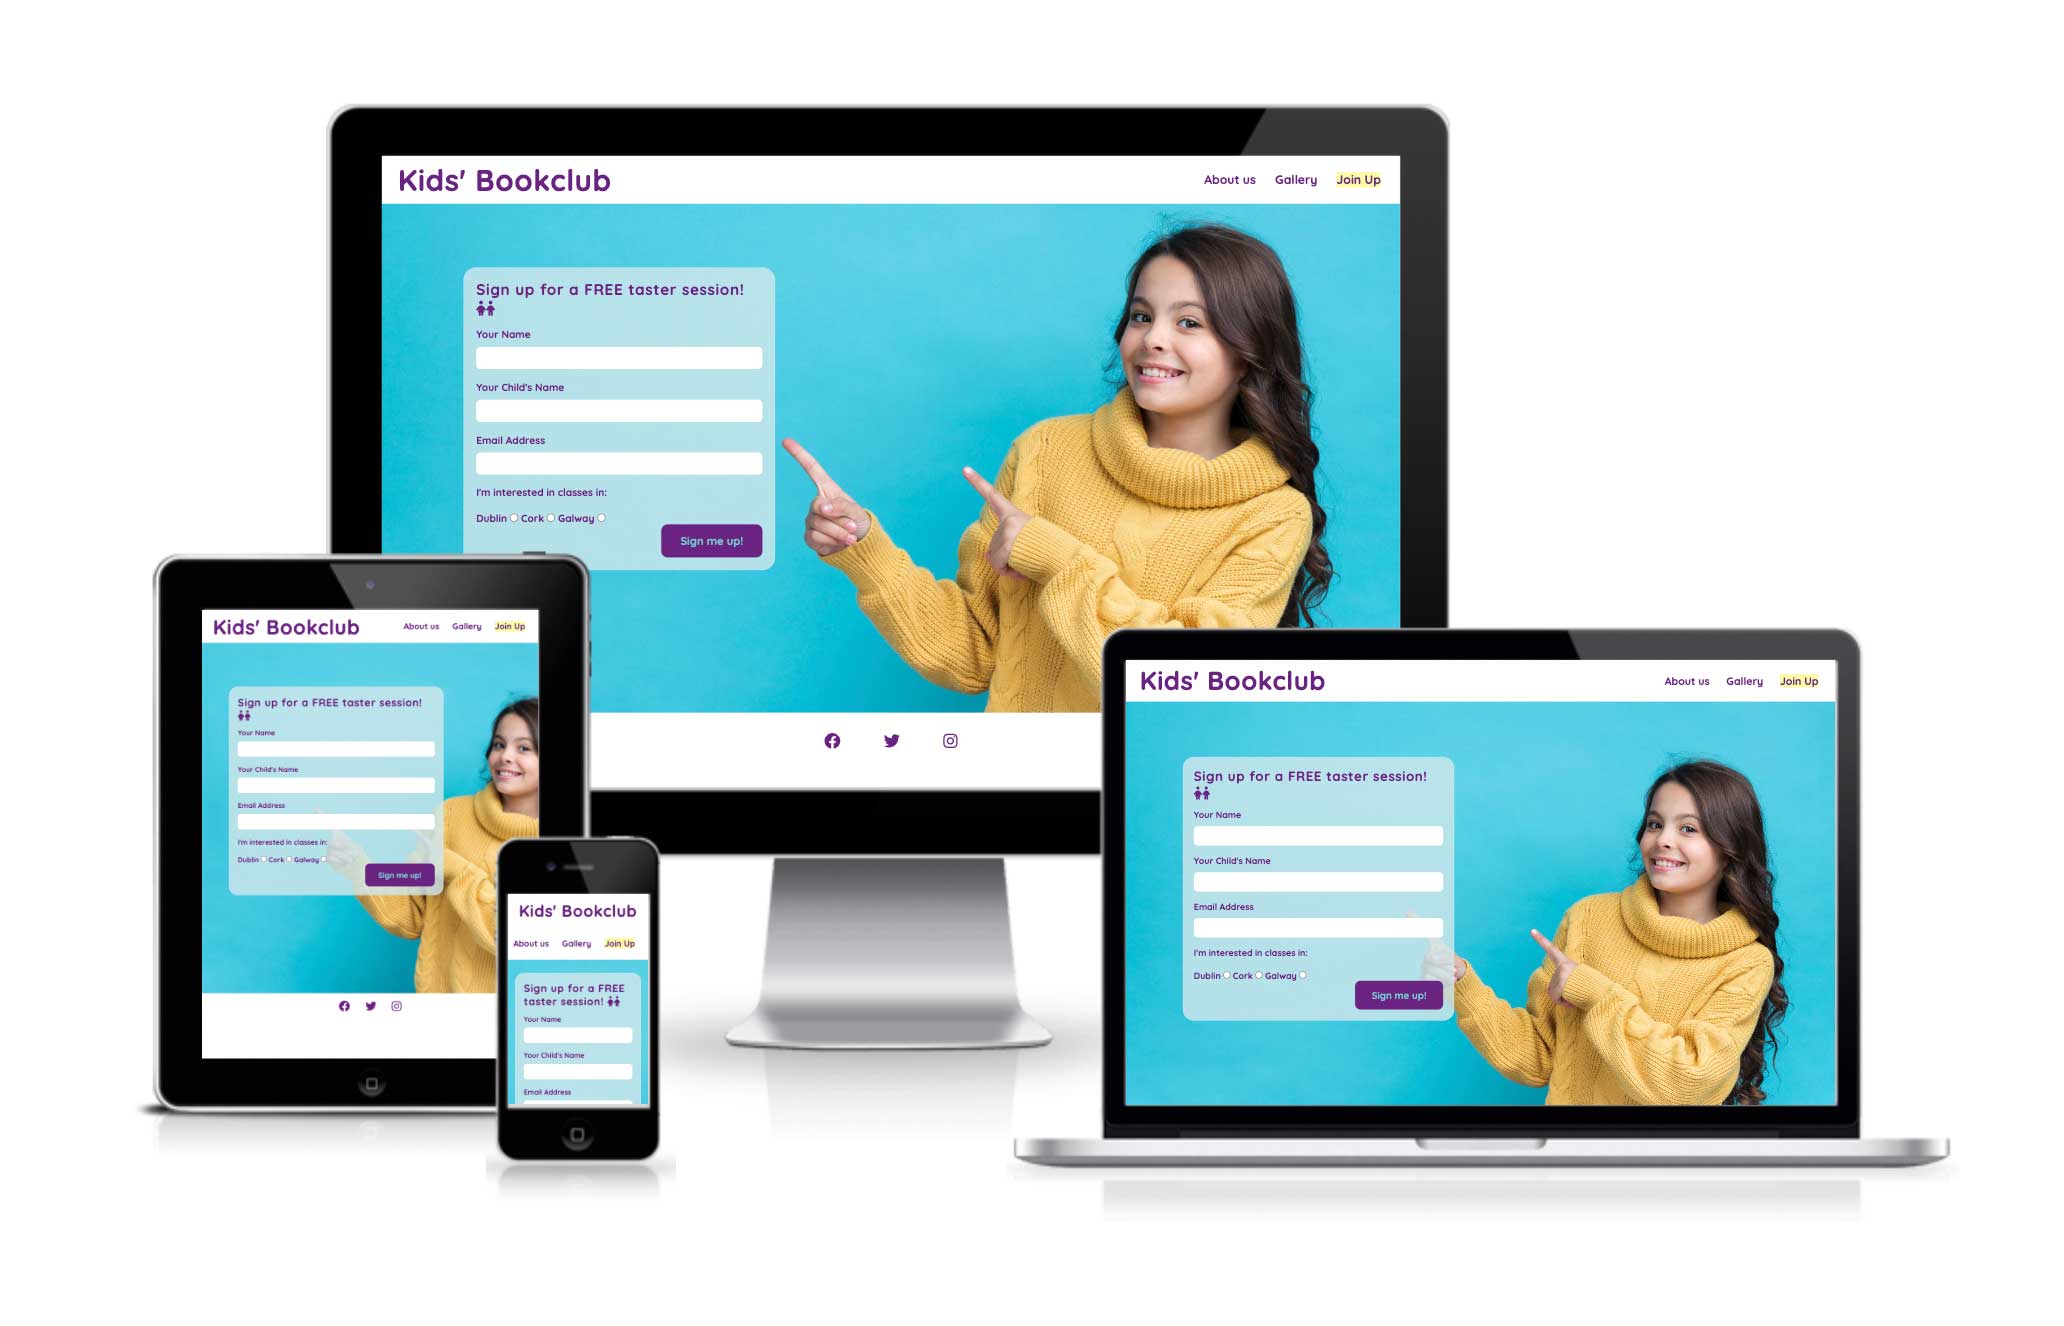 Kids' Bookclub
About us Gallery Join Up
Sign up for a FREE taster session!
Your Name
Your Child's Name
Email Address
I'm interested in classes in:
Dublin Cork Galway
Sign me up!
Kids' Bookclub
About us Gallery Join Up
Sign up for a FREE taster session!
Your Name
Your Child's Name
Email Address
I'm interested in classes in:
Dublin Cork Galway
Sign me up!
Kids' Bookclub
About us Gallery Join Up
Sign up for a FREE
taster session!
Your Name
Your Child's Name
Email Address
Kids' Bookclub
About us Gallery Join Up
Sign up for a FREE taster session!
Your Name
Your Child's Name
Email Address
I'm interested in classes in:
Dublin Cork Galway
Sign me up!